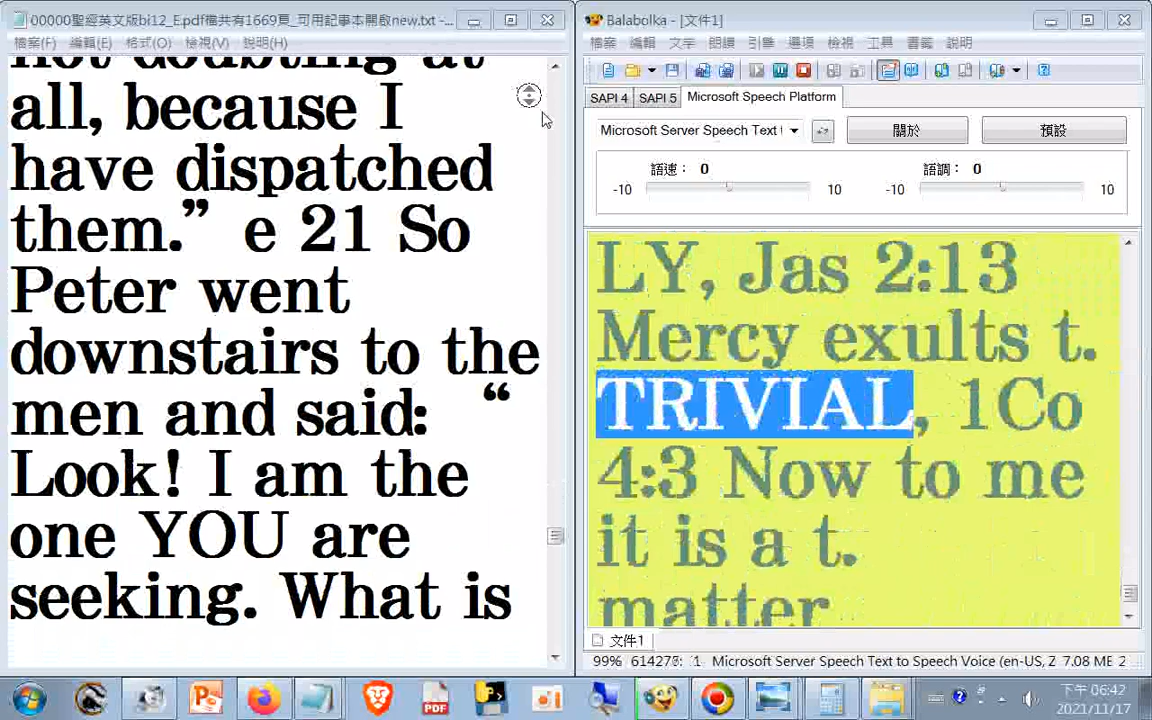 00000聖經英文版bi12_E.pdf檔共有1669頁_可用記事本開啟new.txt - ...
檔案(F) 編輯(E) 格式(O) 檢視(V) 說明(H)
not doubting at
all, because I
have dispatched
them.” e 21 So
Peter went
downstairs to the
men and said: “
Look! I am the
one YOU are
seeking. What is
Balabolka - [文件1]
檔案 編輯 文字 朗讀 引擎 選項 檢視 工具 書籤 說明
SAPI 4 SAPI 5 Microsoft Speech Platform
Microsoft Server Speech Text
關於 預設
語速： 0 語調： 0
-10 10 -10 10
LY, Jas 2:13
Mercy exults t.
TRIVIAL, 1Co
4:3 Now to me
it is a t.
matter
文件1
99% Microsoft Server Speech Text to Speech Voice (en-US, Z 7.08 MB 2
PDF
下午 06:42
2021/11/17